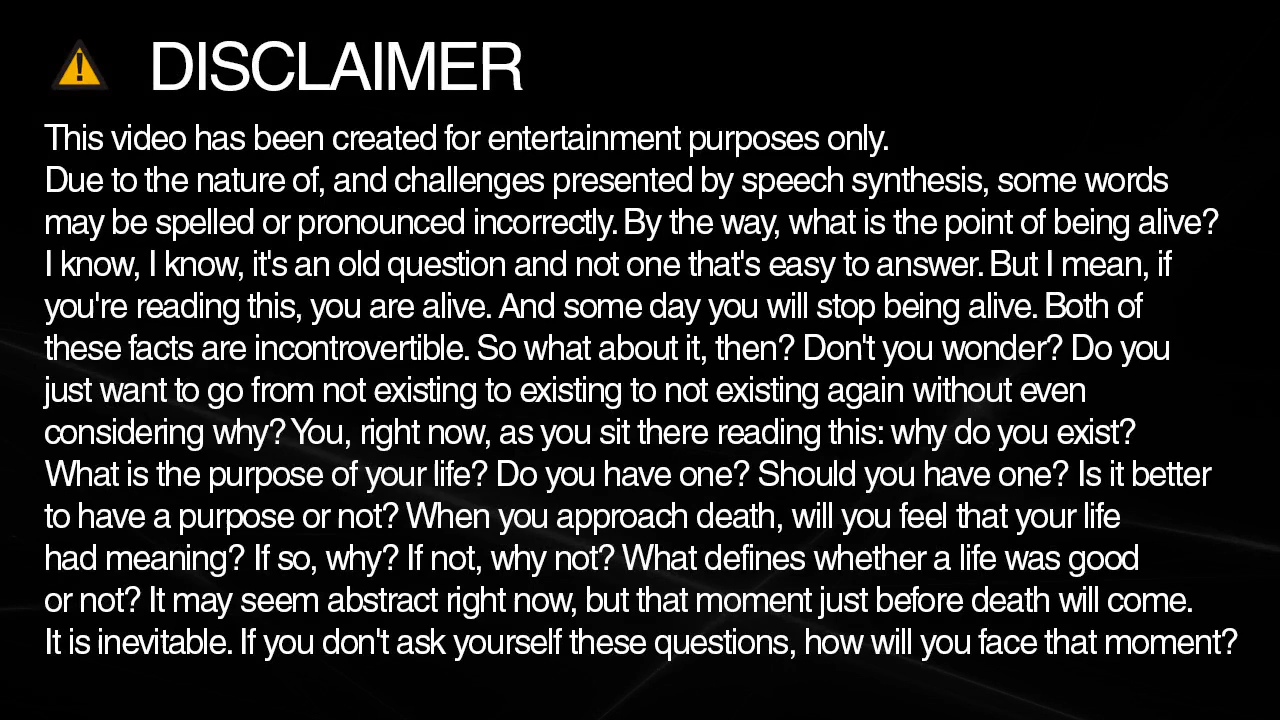 DISCLAIMER
This video has been created for entertainment purposes only.
Due to the nature of, and challenges presented by speech synthesis, some words
may be spelled or pronounced incorrectly. By the way, what is the point of being alive?
I know, I know, it's an old question and not one that's easy to answer. But I mean, if
you're reading this, you are alive. And some day you will stop being alive. Both of
these facts are incontrovertible. So what about it, then? Don't you wonder? Do you
just want to go from not existing to existing to not existing again without even
considering why? You, right now, as you sit there reading this: why do you exist?
What is the purpose of your life? Do you have one? Should you have one? Is it better
to have a purpose or not? When you approach death, will you feel that your life
had meaning? If so, why? If not, why not? What defines whether a life was good
or not? It may seem abstract right now, but that moment just before death will come.
It is inevitable. If you don't ask yourself these questions, how will you face that moment?